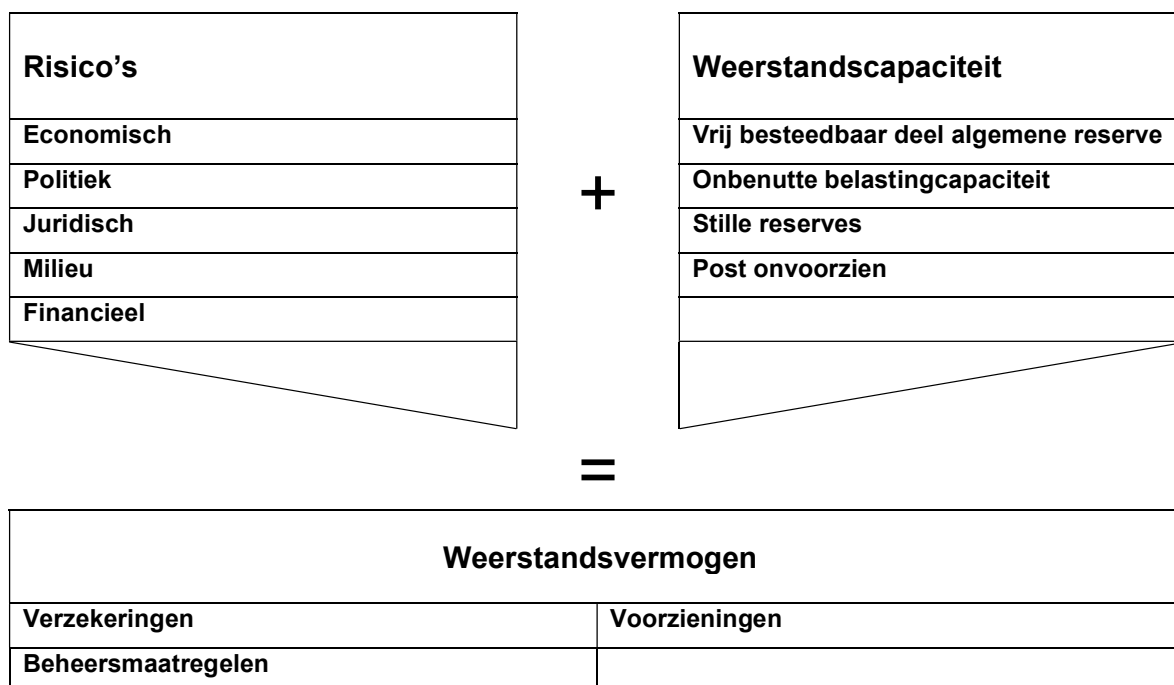 Risico’s
Economisch
Politiek
Juridisch
Milieu
Financieel
+
Weerstandscapaciteit
Vrij besteedbaar deel algemene reserve
Onbenutte belastingcapaciteit
Stille reserves
Post onvoorzien
=
Weerstandsvermogen
Verzekeringen
Voorzieningen
Beheersmaatregelen